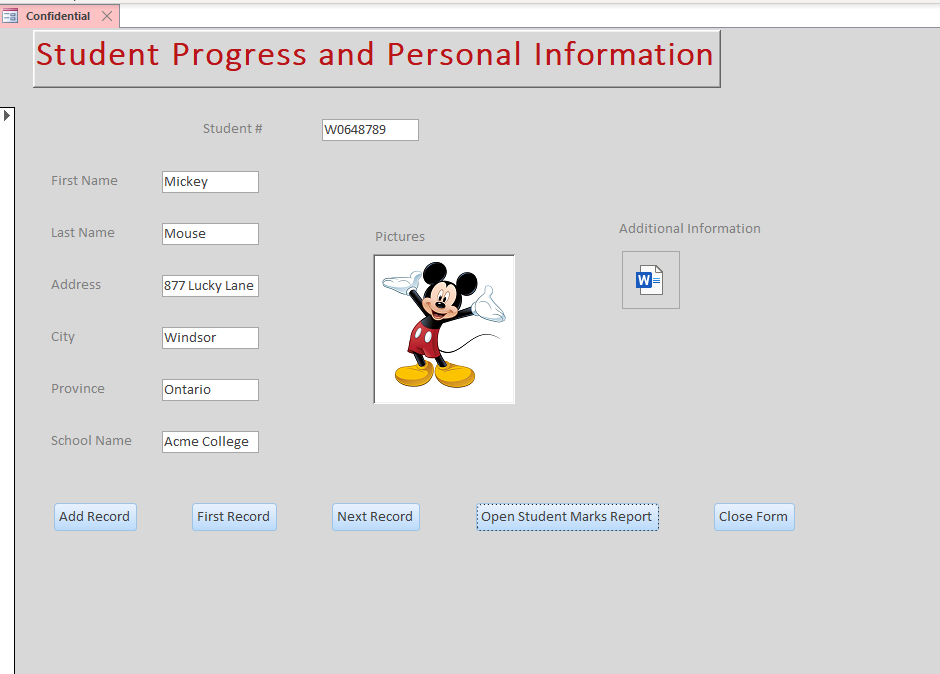 Confidential
Student Progress and Personal Information
Student # W0648789
First Name Mickey
Last Name Mouse
Pictures
Additional Information
W
Address 877 Lucky Lane
City Windsor
Province Ontario
School Name Acme College
Add Record First Record Next Record Open Student Marks Report Close Form